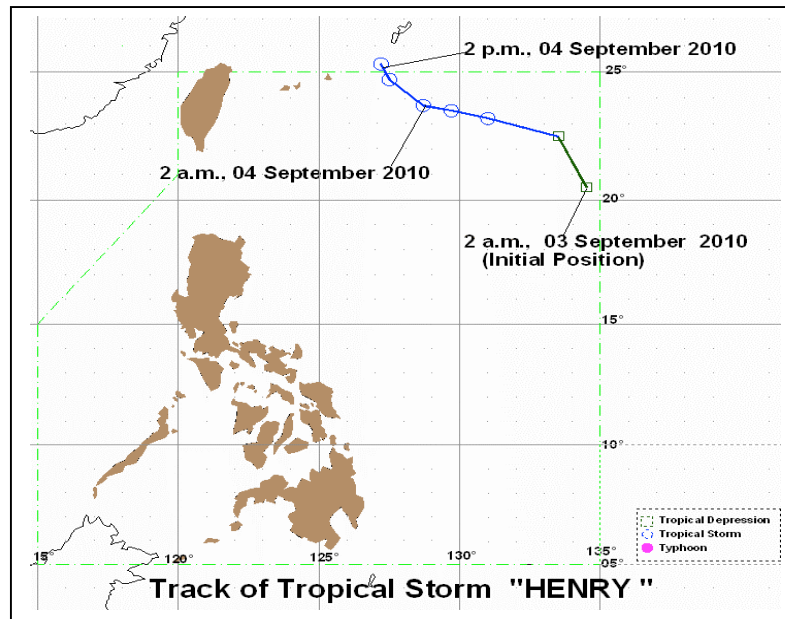 2 p.m., 04 September 2010
25°
2 a.m., 04 September 2010
20°
2 a.m., 03 September 2010
(Initial Position)
15°
10°
Tropical Depression
Tropical Storm
Typhoon
15° 120 125° 130° 135°
05°
Track of Tropical Storm "HENRY "